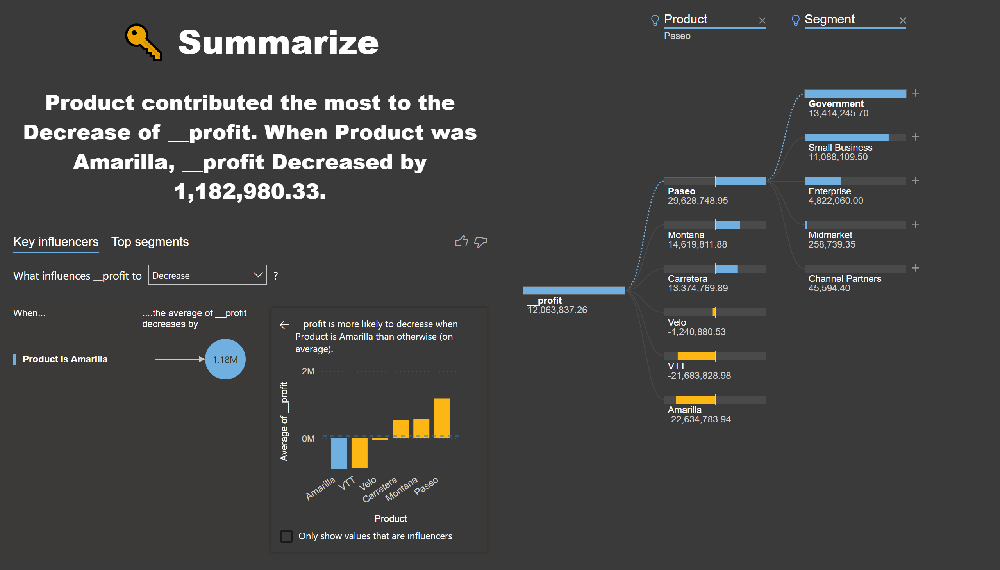 Summarize
Product contributed the most to the
Decrease of __profit. When Product was
Amarilla, __profit Decreased by
1,182,980.33.
Key influencers
Top segments
What influences __profit to
Decrease
?
When...
....the average of __profit
decreases by
Product is Amarilla
1.18M
__profit is more likely to decrease when
Product is Amarilla than otherwise (on
average).
Average of __profit
2M
0M
Amarilla
VTT
Velo
Carretera
Montana
Paseo
Product
Only show values that are influencers
Product
Paseo
Segment
__profit
12,063,837.26
Paseo
29,628,748.95
Montana
14,619,811.88
Carretera
13,374,769.89
Velo
-1,240,880.53
VTT
-21,683,828.98
Amarilla
-22,634,783.94
Government
13,414,245.70
Small Business
11,088,109.50
Enterprise
4,822,060.00
Midmarket
258,739.35
Channel Partners
45,594.40